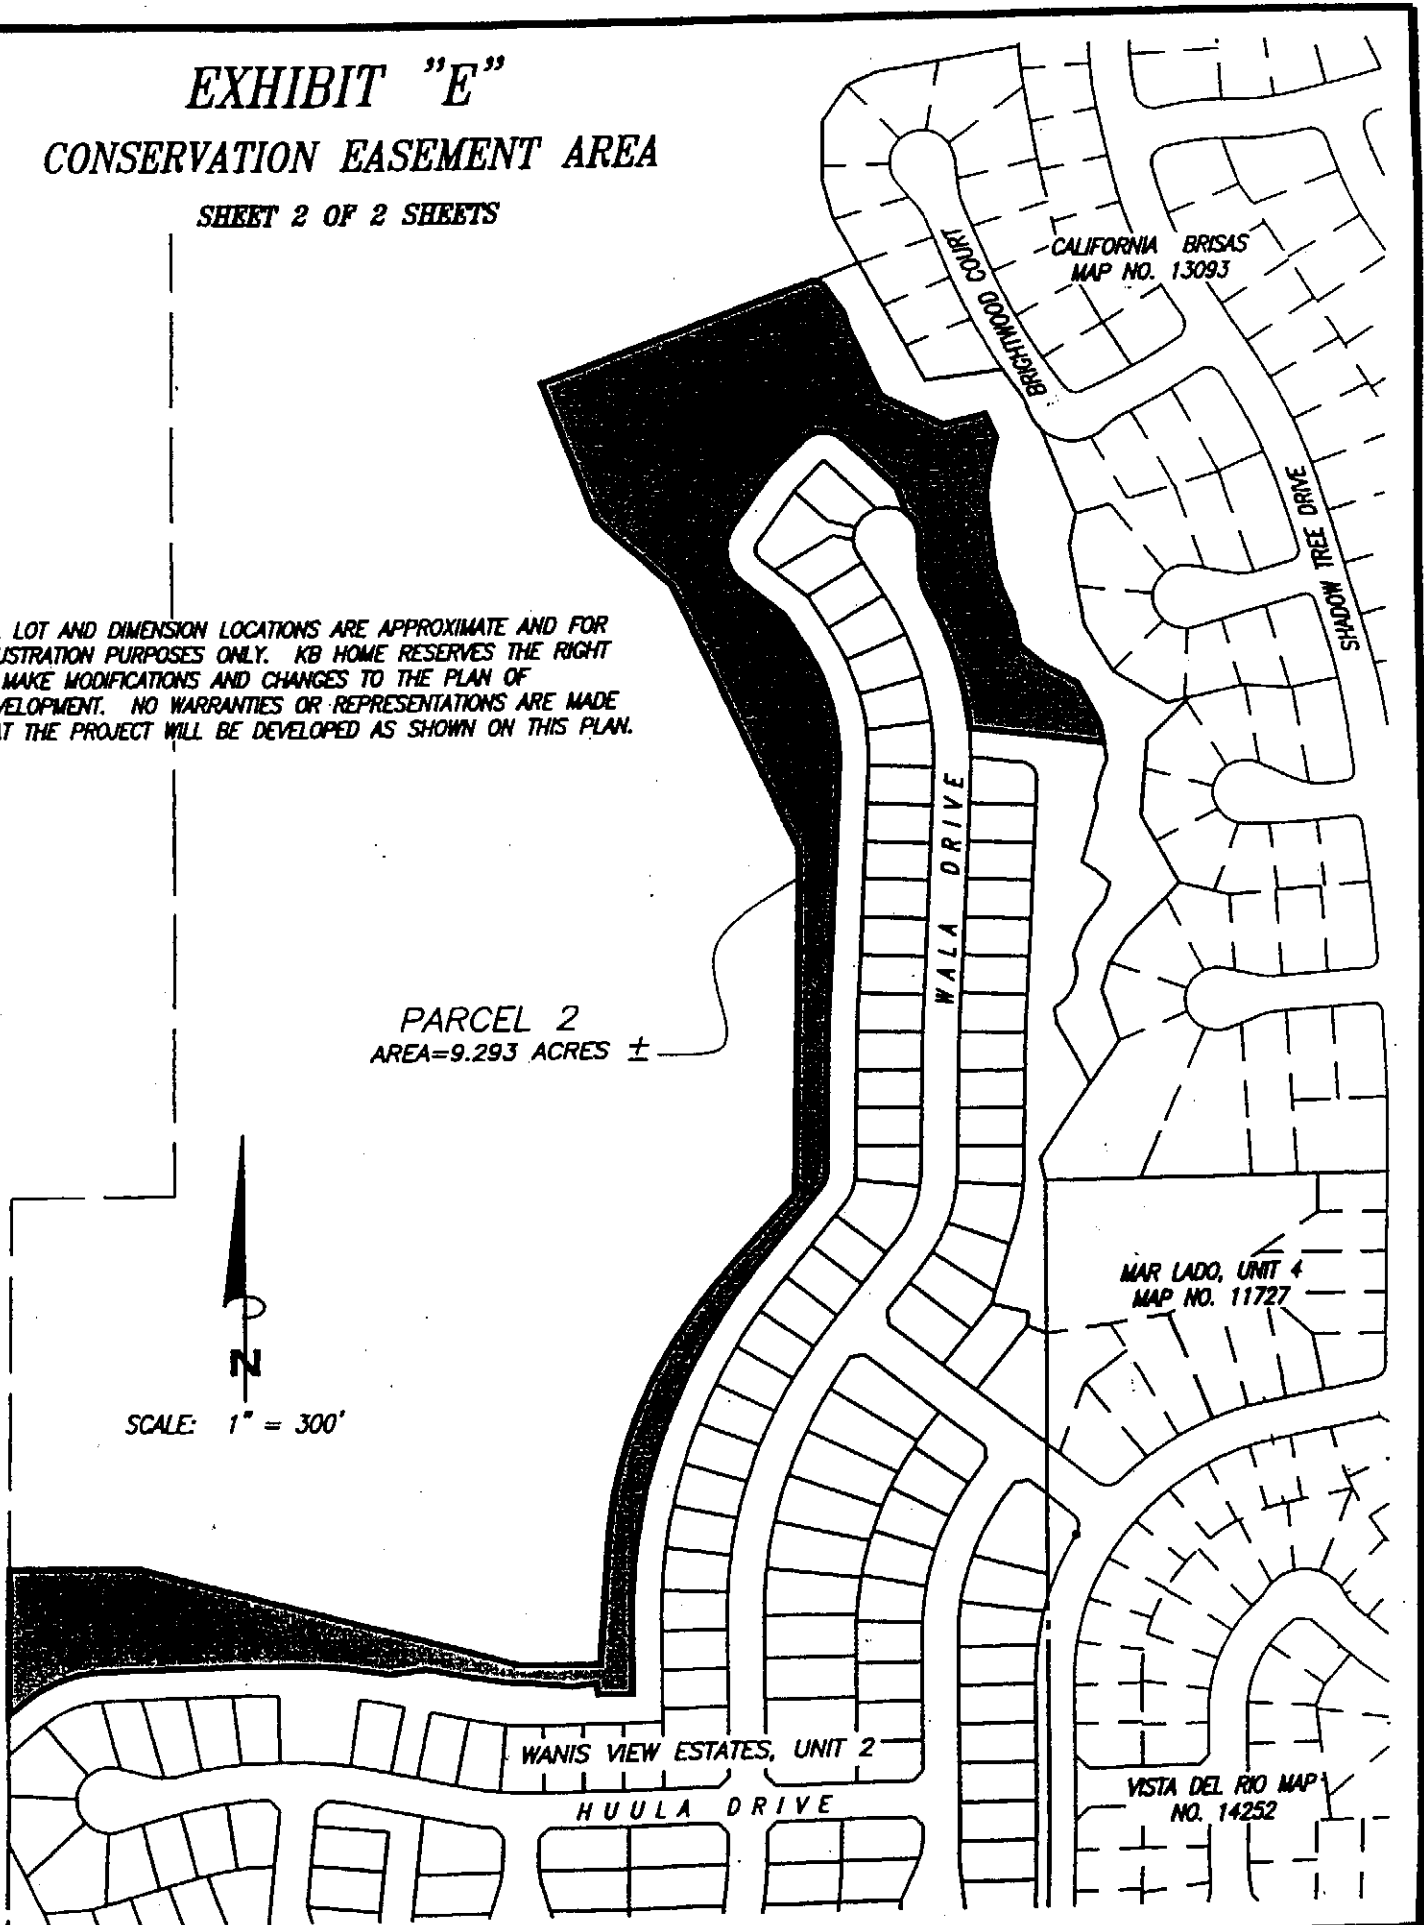 EXHIBIT "E"
CONSERVATION EASEMENT AREA
SHEET 2 OF 2 SHEETS
BRIGHTWOOD COURT
CALIFORNIA BRISAS
MAP NO. 13093
SHADOW TREE DRIVE
LOT AND DIMENSION LOCATIONS ARE APPROXIMATE AND FOR
USTRATION PURPOSES ONLY. KB HOME RESERVES THE RIGHT
MAKE MODIFICATIONS AND CHANGES TO THE PLAN OF
VELOPMENT. NO WARRANTIES OR REPRESENTATIONS ARE MADE
AT THE PROJECT WILL BE DEVELOPED AS SHOWN ON THIS PLAN.
WALA DRIVE
PARCEL 2
AREA=9.293 ACRES ±
N
SCALE: 1" = 300'
MAR LADO, UNIT 4
MAP NO. 11727
WANIS VIEW ESTATES, UNIT 2
HUULA DRIVE
VISTA DEL RIO MAP
NO. 14252